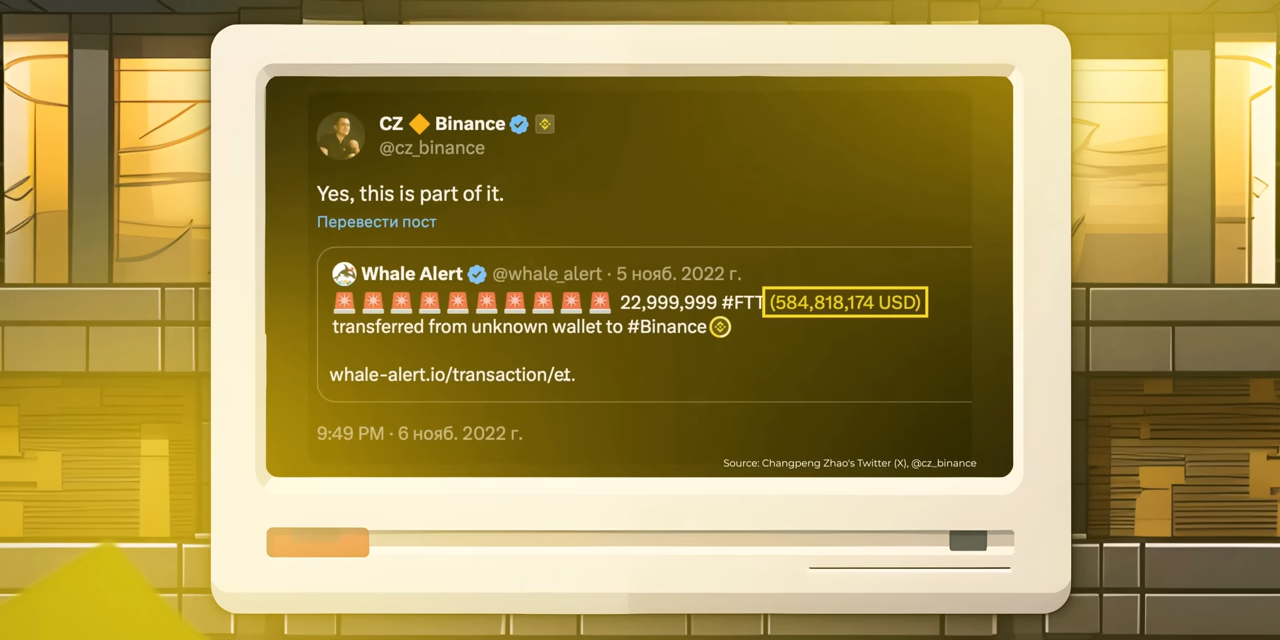 CZ 🔶 Binance
@cz_binance
Yes, this is part of it.
Перевести пост
Whale Alert @whale_alert · 5 нояб. 2022 г.
🚨🚨🚨🚨🚨🚨🚨🚨🚨🚨 22,999,999 #FTT (584,818,174 USD)
transferred from unknown wallet to #Binance
whale-alert.io/transaction/et.
9:49 PM · 6 нояб. 2022 г.
Source: Changpeng Zhao's Twitter (X), @cz_binance